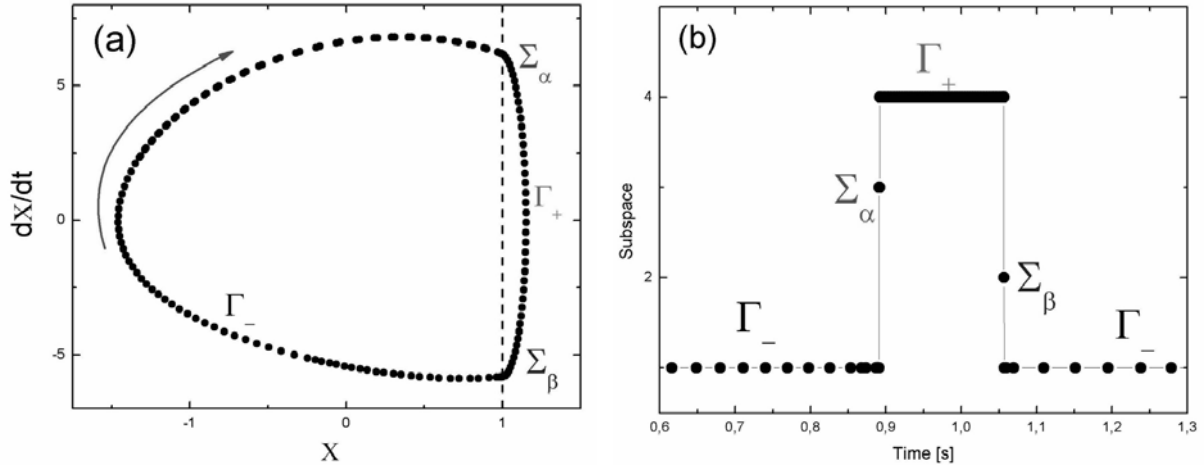 (a)
5
0
-5
dX/dt
-1
0
1
X
Σα
Γ+
Γ−
Σβ
(b)
4
2
Subspace
Γ+
Σα
Σβ
Γ− Γ−
0,6 0,7 0,8 0,9 1,0 1,1 1,2 1,3
Time [s]